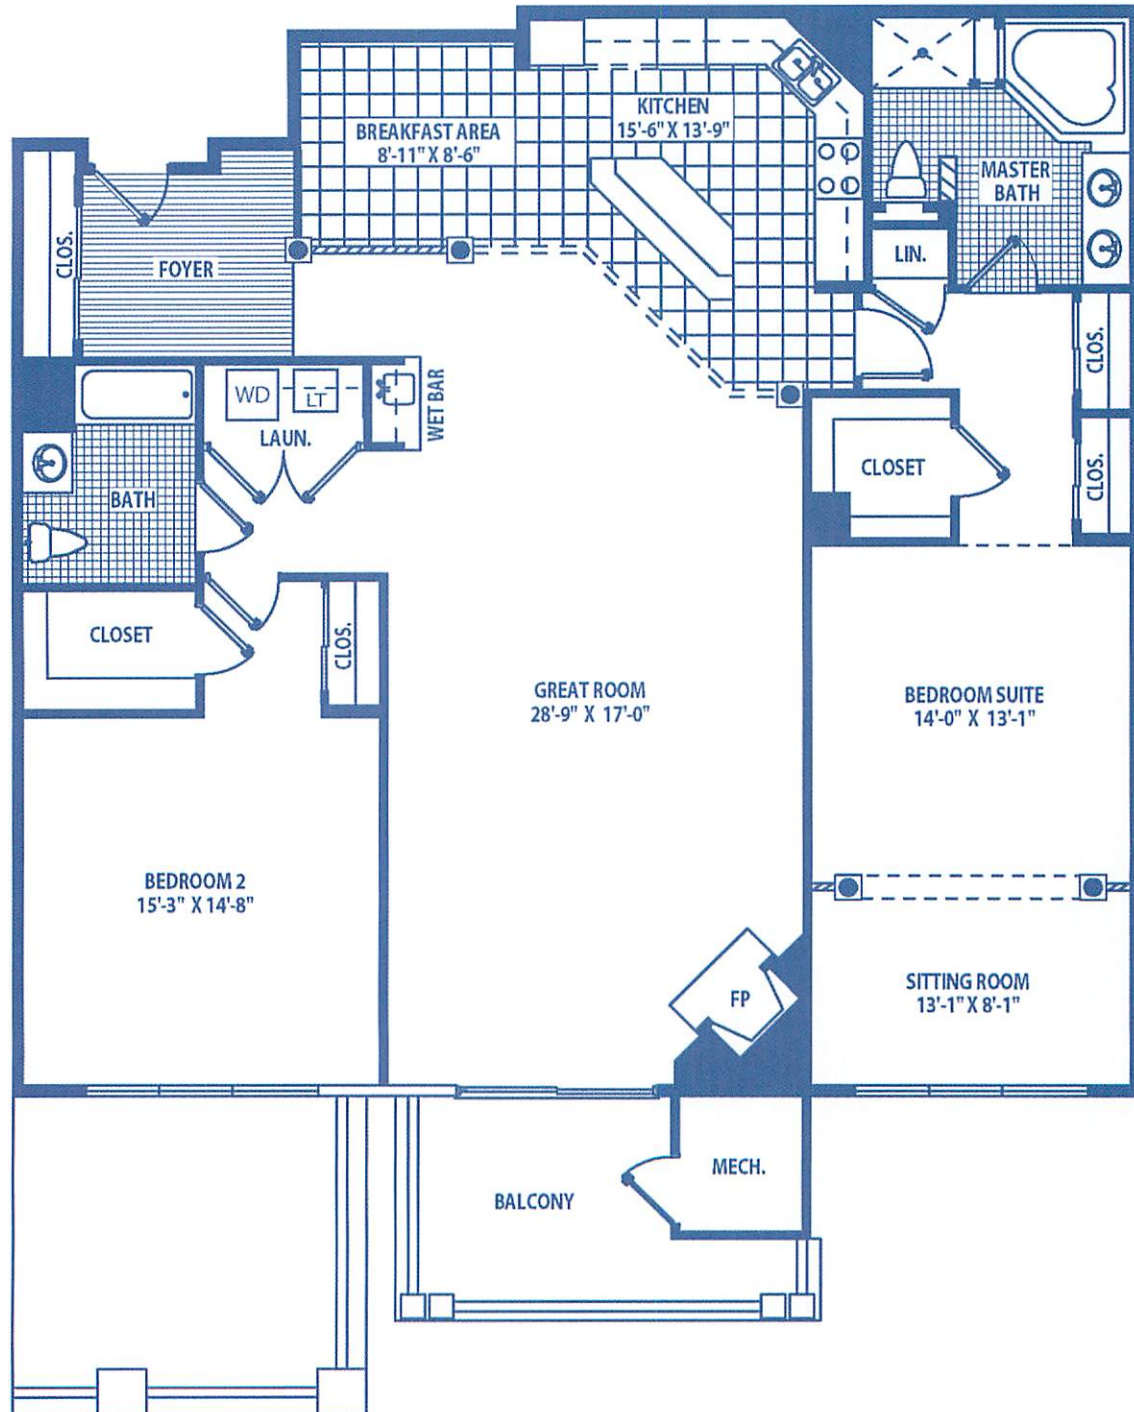 KITCHEN
15'-6" X 13'-9"
BREAKFAST AREA
8'-11" X 8'-6"
MASTER
BATH
CLOS.
FOYER
LIN.
CLOS.
WD
LT
WET BAR
LAUN.
CLOSET
CLOS.
BATH
CLOSET
CLOS.
GREAT ROOM
28'-9" X 17'-0"
BEDROOM SUITE
14'-0" X 13'-1"
BEDROOM 2
15'-3" X 14'-8"
SITTING ROOM
13'-1" X 8'-1"
FP
MECH.
BALCONY